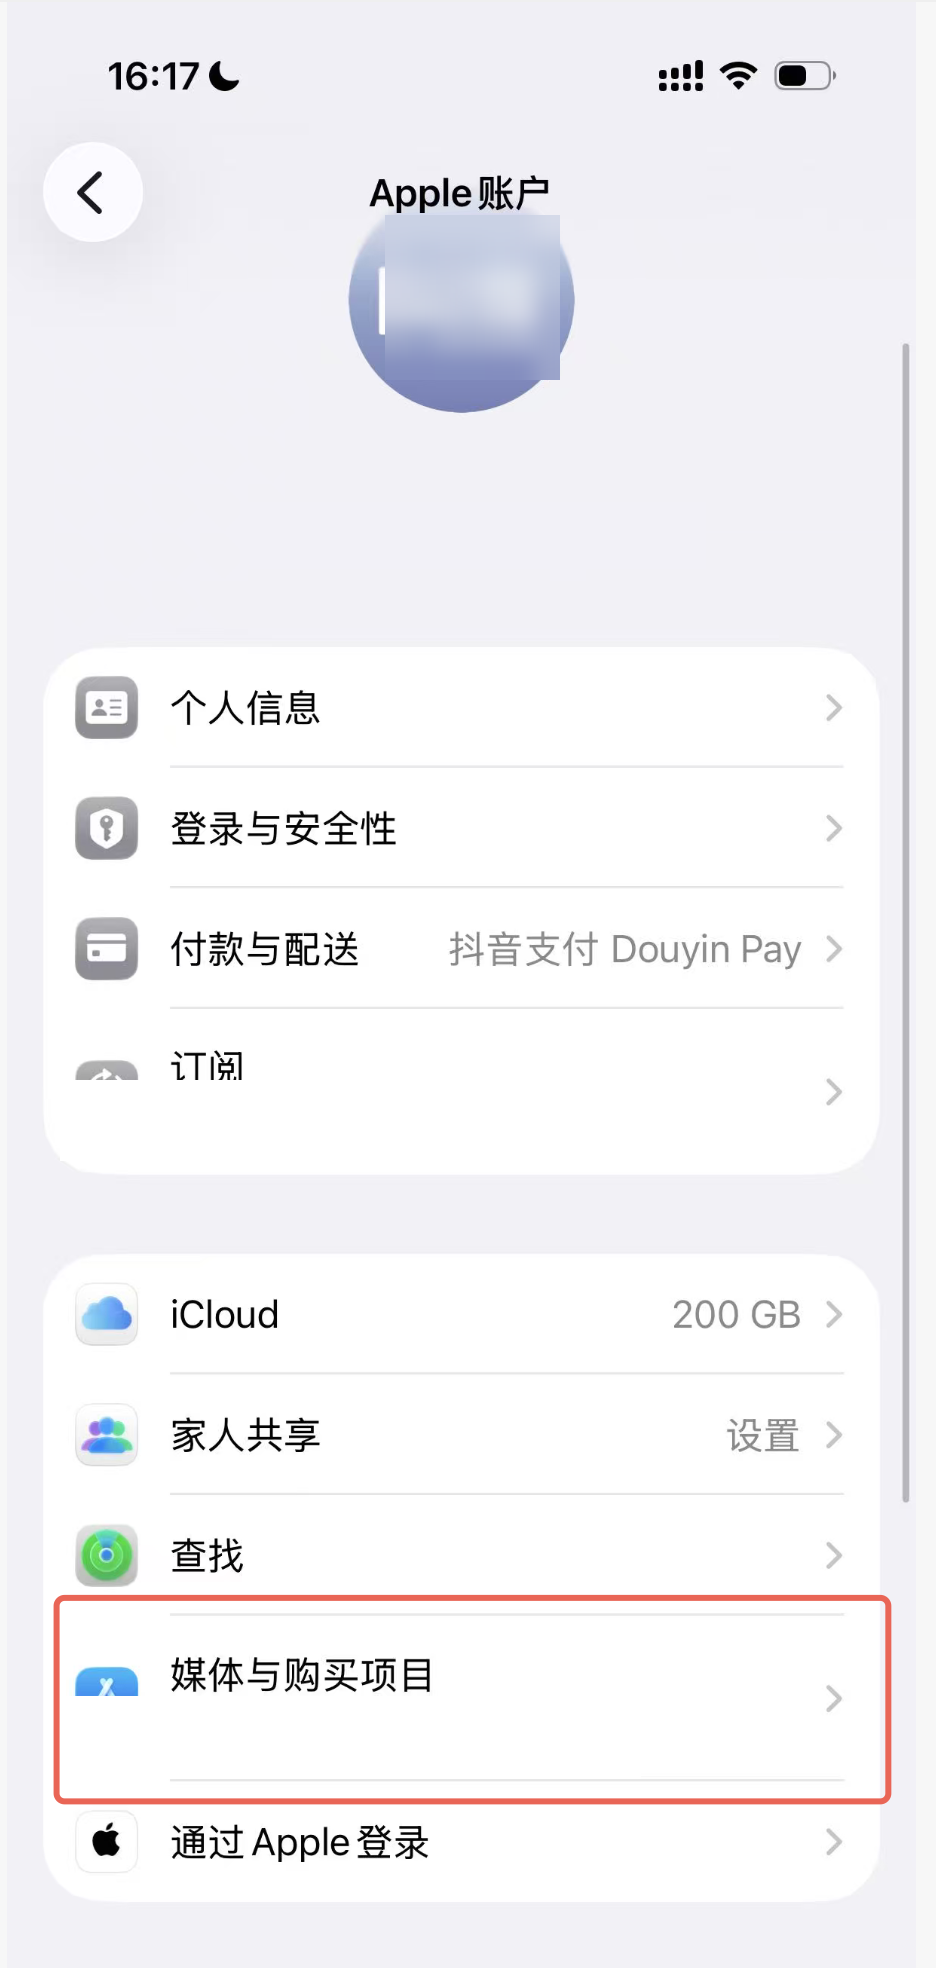 16:17
Apple账户
个人信息
登录与安全性
付款与配送 抖音支付 Douyin Pay
订阅
iCloud 200 GB
家人共享 设置
查找
媒体与购买项目
通过 Apple 登录